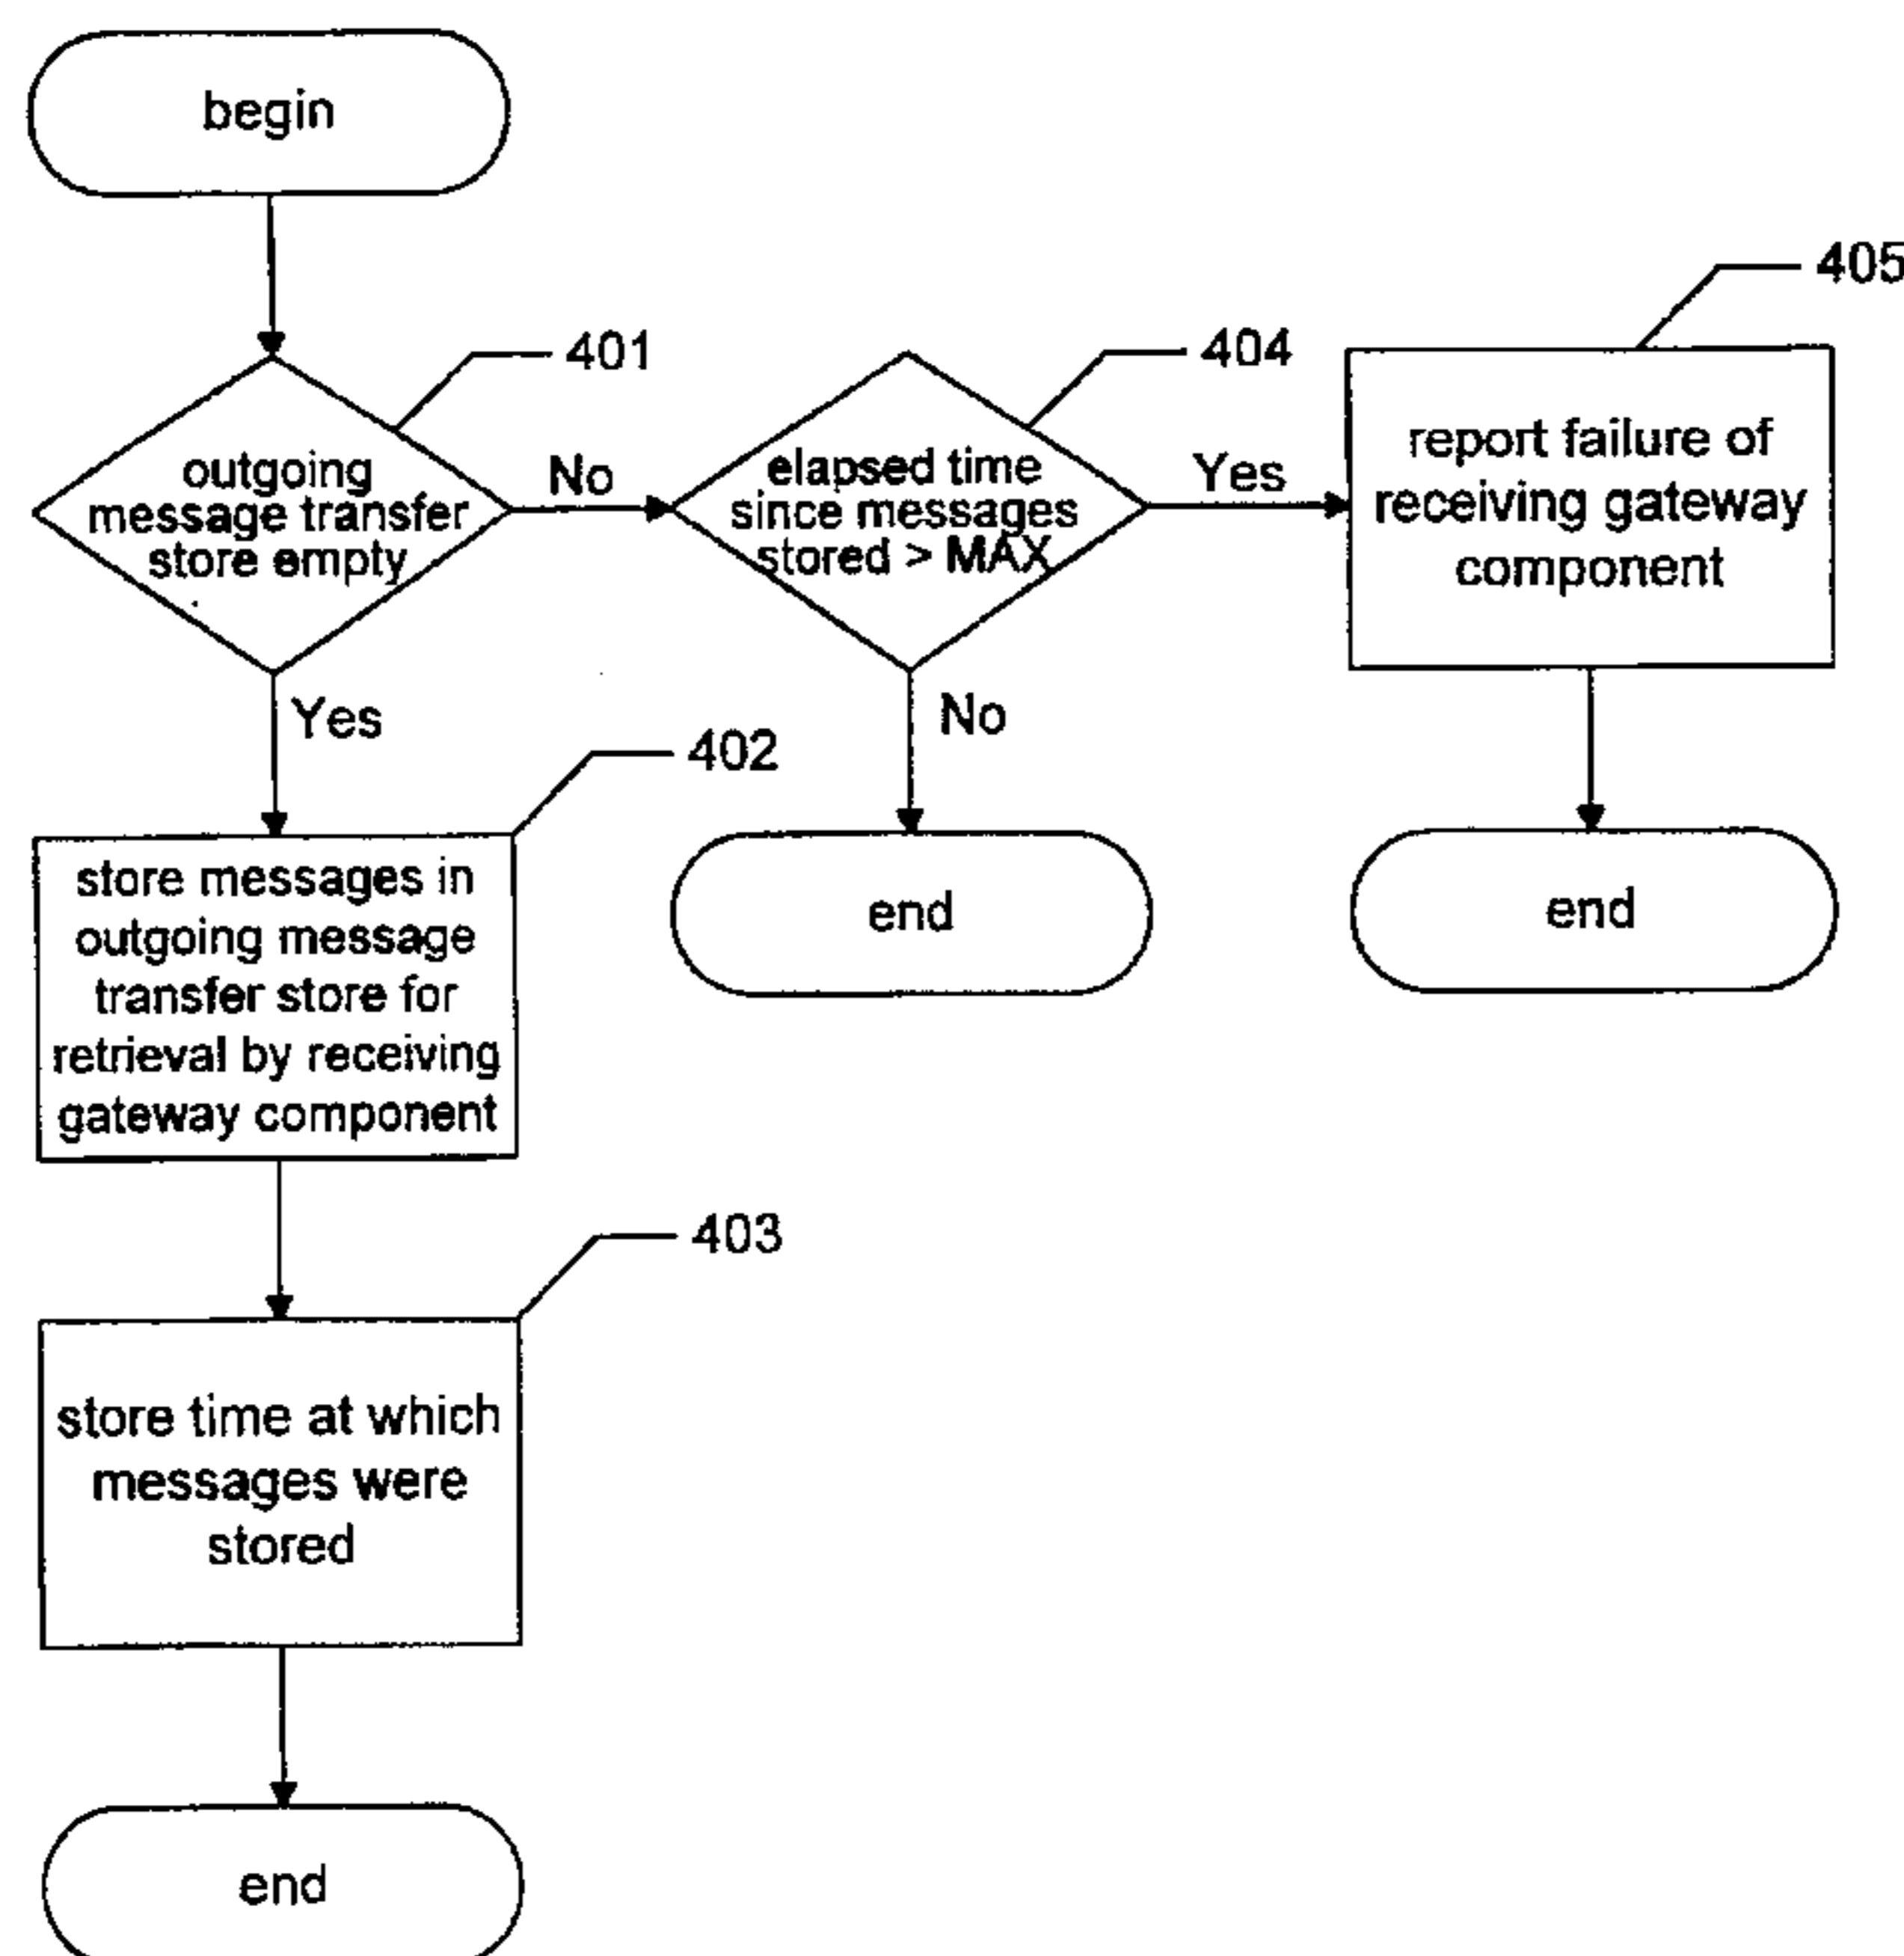 begin
401
outgoing
message transfer
store empty
No
Yes
404
elapsed time
since messages
stored > MAX
Yes
No
405
report failure of
receiving gateway
component
402
store messages in
outgoing message
transfer store for
retrieval by receiving
gateway component
end
end
403
store time at which
messages were
stored
end